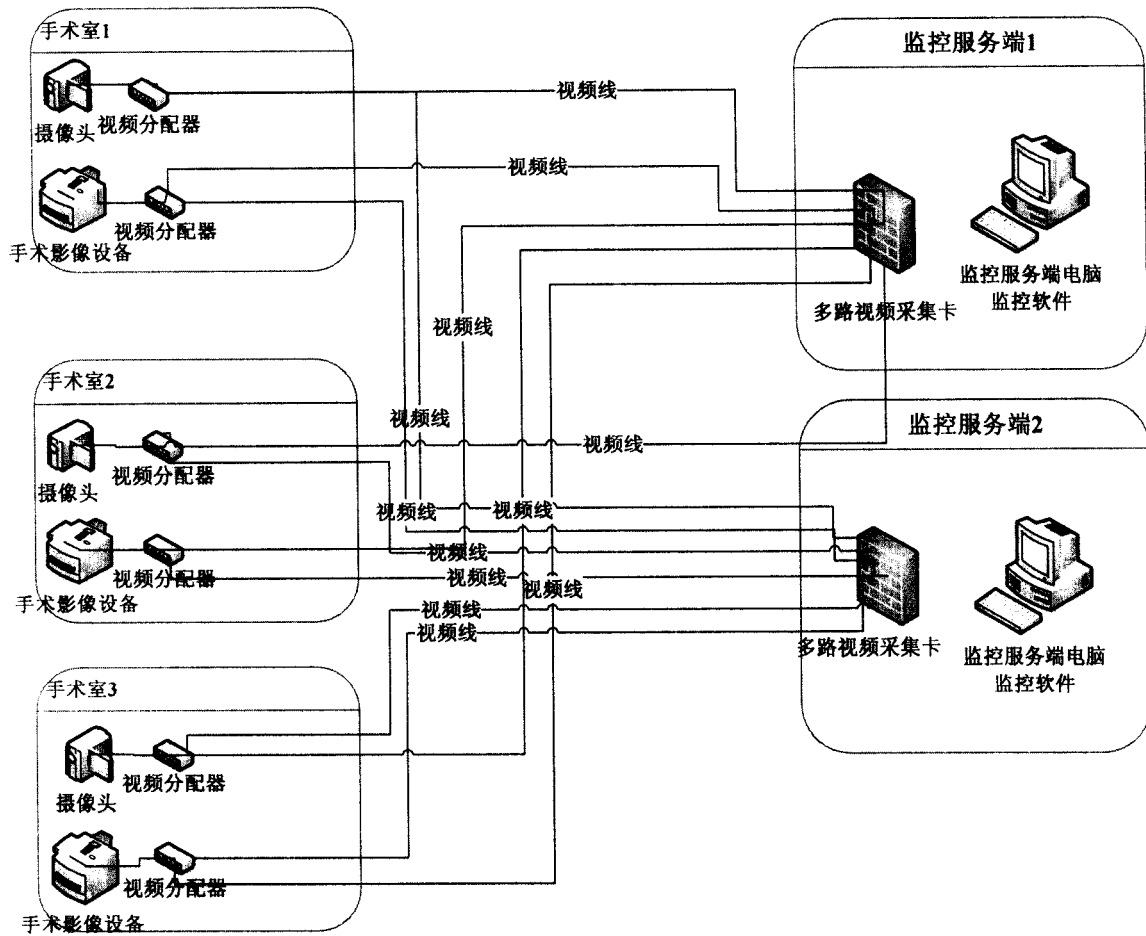 手术室1
摄像头
视频分配器
视频分配器
手术影像设备
手术室2
摄像头
视频分配器
视频分配器
手术影像设备
手术室3
摄像头
视频分配器
视频分配器
手术影像设备
视频线
视频线
视频线
视频线
视频线
视频线
视频线
视频线
视频线
视频线
视频线
视频线
监控服务端1
多路视频采集卡
监控服务端电脑
监控软件
监控服务端2
多路视频采集卡
监控服务端电脑
监控软件